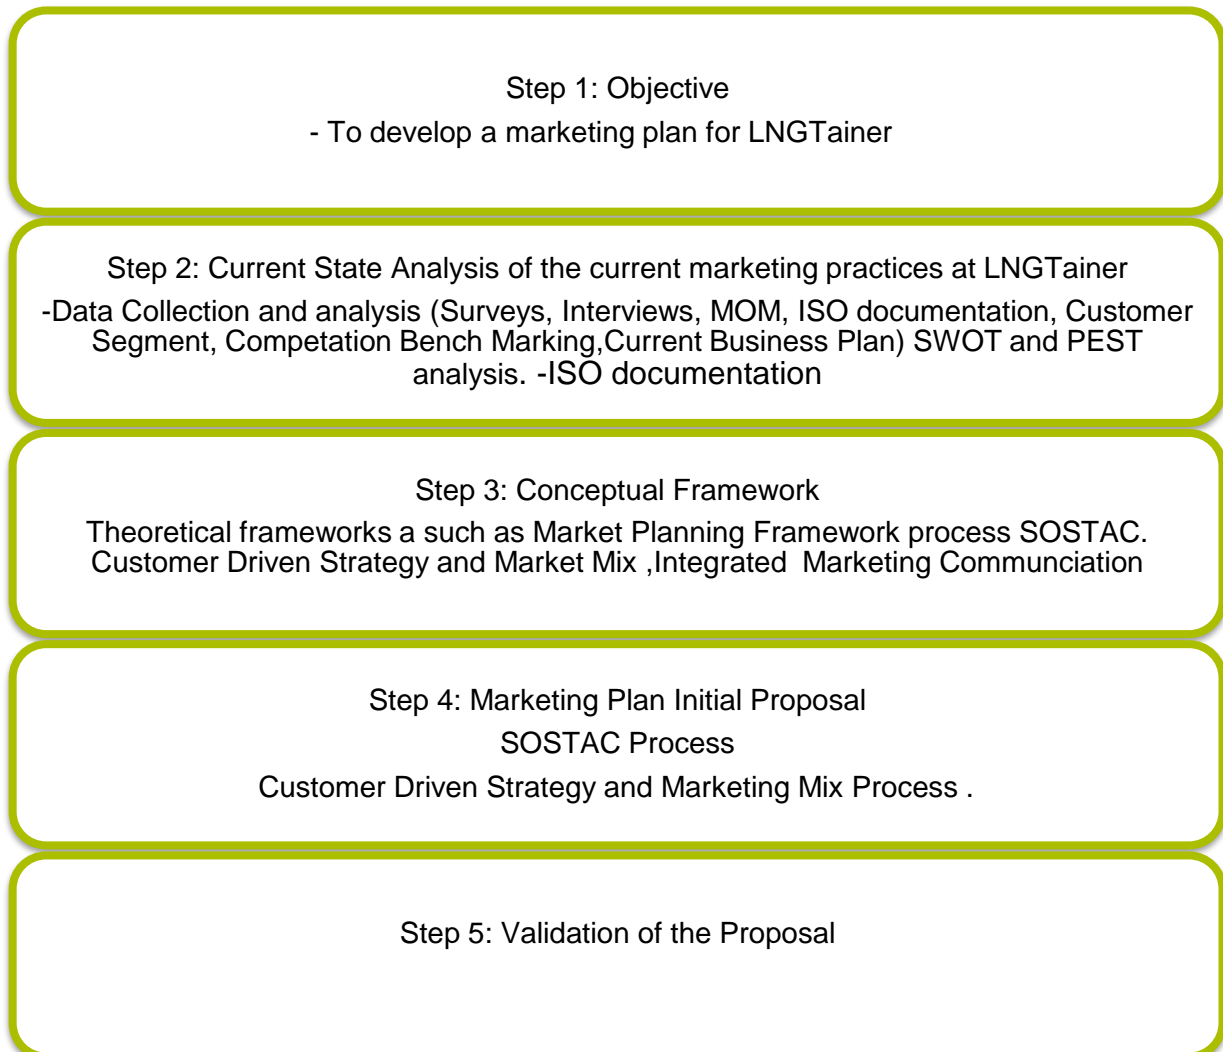 Step 1: Objective
- To develop a marketing plan for LNGTainer
Step 2: Current State Analysis of the current marketing practices at LNGTainer
-Data Collection and analysis (Surveys, Interviews, MOM, ISO documentation, Customer
Segment, Competation Bench Marking,Current Business Plan) SWOT and PEST
analysis. -ISO documentation
Step 3: Conceptual Framework
Theoretical frameworks a such as Market Planning Framework process SOSTAC.
Customer Driven Strategy and Market Mix ,Integrated Marketing Communciation
Step 4: Marketing Plan Initial Proposal
SOSTAC Process
Customer Driven Strategy and Marketing Mix Process .
Step 5: Validation of the Proposal